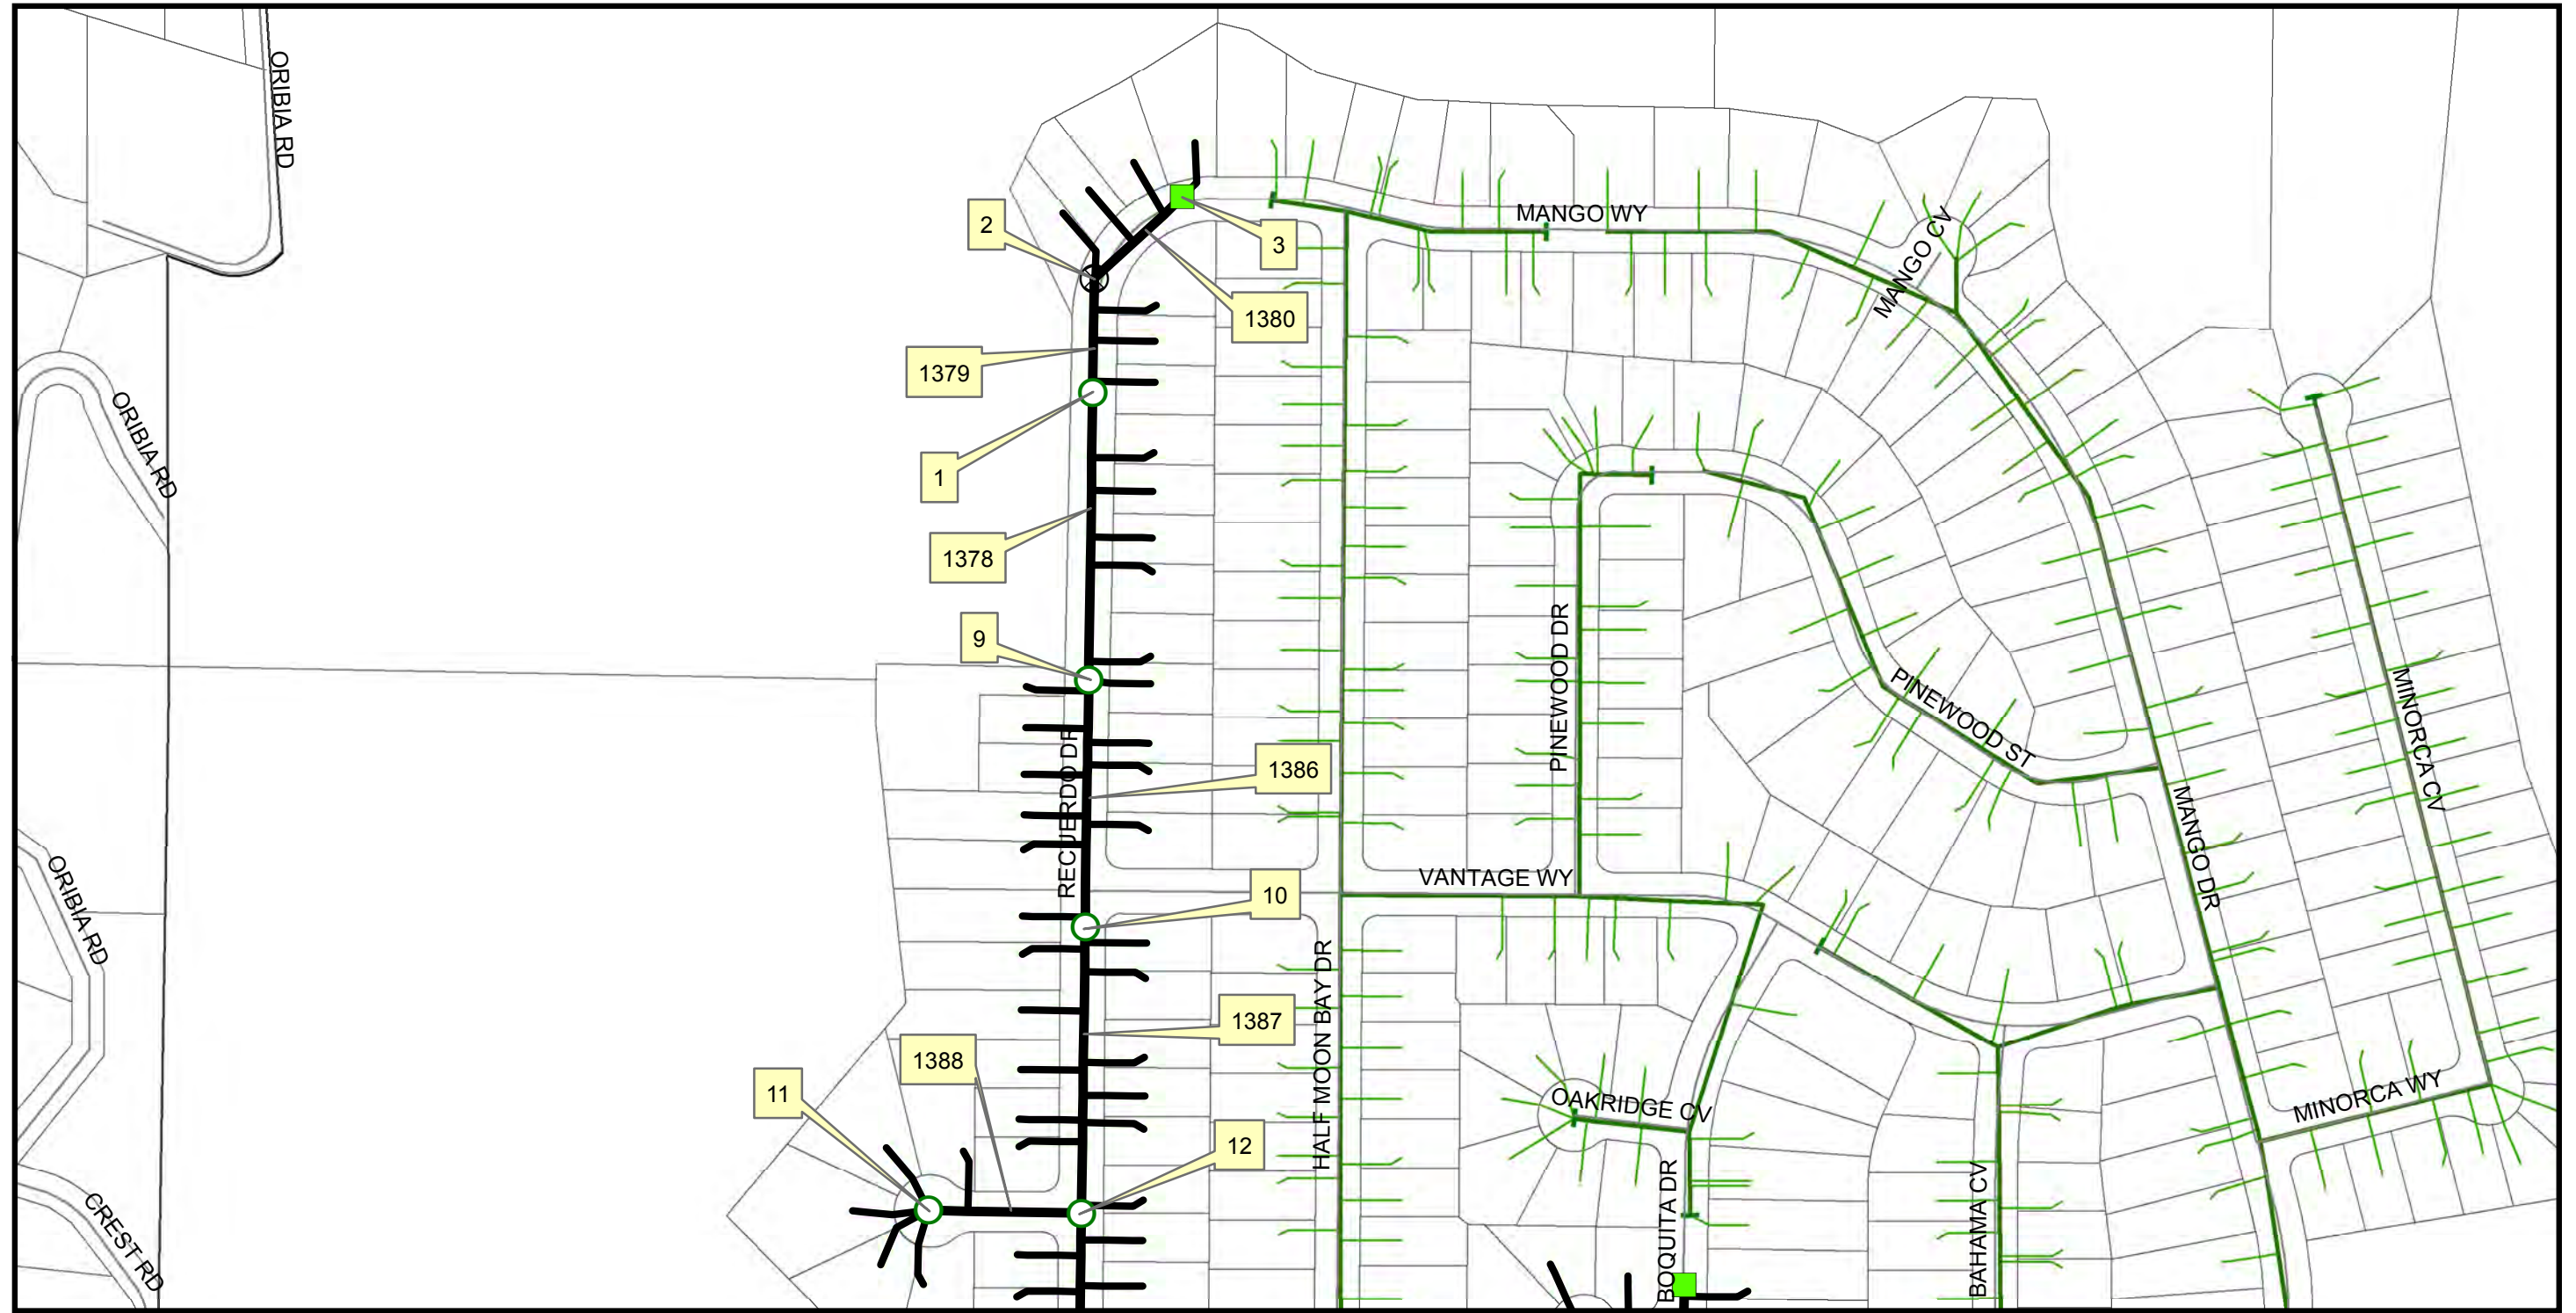 ORIBIA RD
MANGO WY
MANGO CV
2
3
1380
1379
ORIBIA RD
1
1378
9
PINEWOOD DR
PINEWOOD ST
MINORCA CV
RECUERDO DR
1386
MANGO DR
VANTAGE WY
10
ORIBIA RD
HALF MOON BAY DR
1387
1388
11
OAKRIDGE CV
MINORCA WY
12
BOQUITA DR
BAHAMA CV
CREST RD